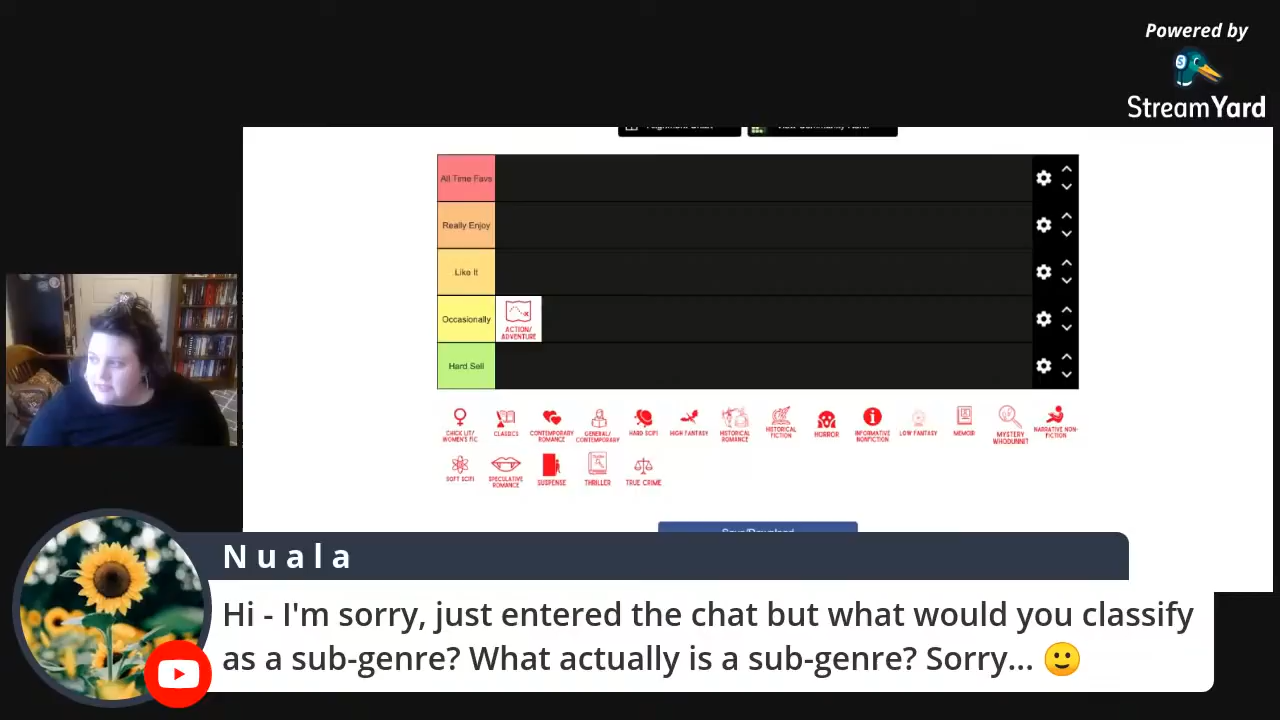 Powered by
StreamYard
All Time Favs
Really Enjoy
Like It
Occasionally
ACTION/
ADVENTURE
Hard Sell
CHICK LIT/
WOMEN'S FIC
CLASSICS
CONTEMPORARY
ROMANCE
GENERAL/
CONTEMPORARY
HARD SCIFI
HIGH FANTASY
HISTORICAL
ROMANCE
HISTORICAL
FICTION
HORROR
INFORMATIVE
NONFICTION
LOW FANTASY
MEMOIR
MYSTERY
WHODUNNIT
NARRATIVE NON-
FICTION
SOFT SCIFI
SPECULATIVE
ROMANCE
SUSPENSE
THRILLER
TRUE CRIME
Nuala
Hi - I'm sorry, just entered the chat but what would you classify
as a sub-genre? What actually is a sub-genre? Sorry... 🙂